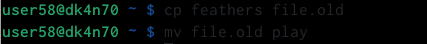 user58@dk4n70 ~ $ cp feathers file.old
user58@dk4n70 ~ $ mv file.old play